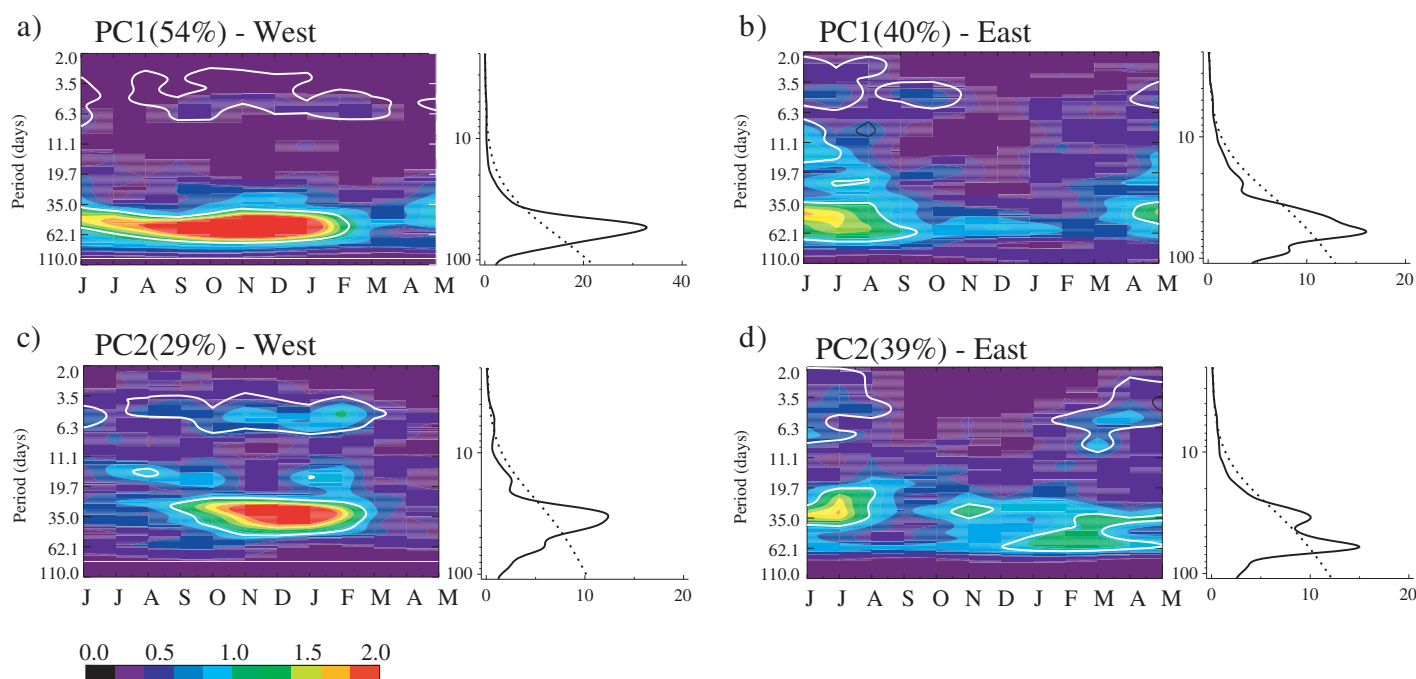 a) PC1(54%) - West
Period (days)
2.0
3.5
6.3
11.1
19.7
35.0
62.1
110.0
J J A S O N D J F M A M
10
100
0 20 40
b) PC1(40%) - East
Period (days)
2.0
3.5
6.3
11.1
19.7
35.0
62.1
110.0
J J A S O N D J F M A M
10
100
0 10 20
c) PC2(29%) - West
Period (days)
2.0
3.5
6.3
11.1
19.7
35.0
62.1
110.0
J J A S O N D J F M A M
10
100
0 10 20
d) PC2(39%) - East
Period (days)
2.0
3.5
6.3
11.1
19.7
35.0
62.1
110.0
J J A S O N D J F M A M
10
100
0 10 20
0.0 0.5 1.0 1.5 2.0